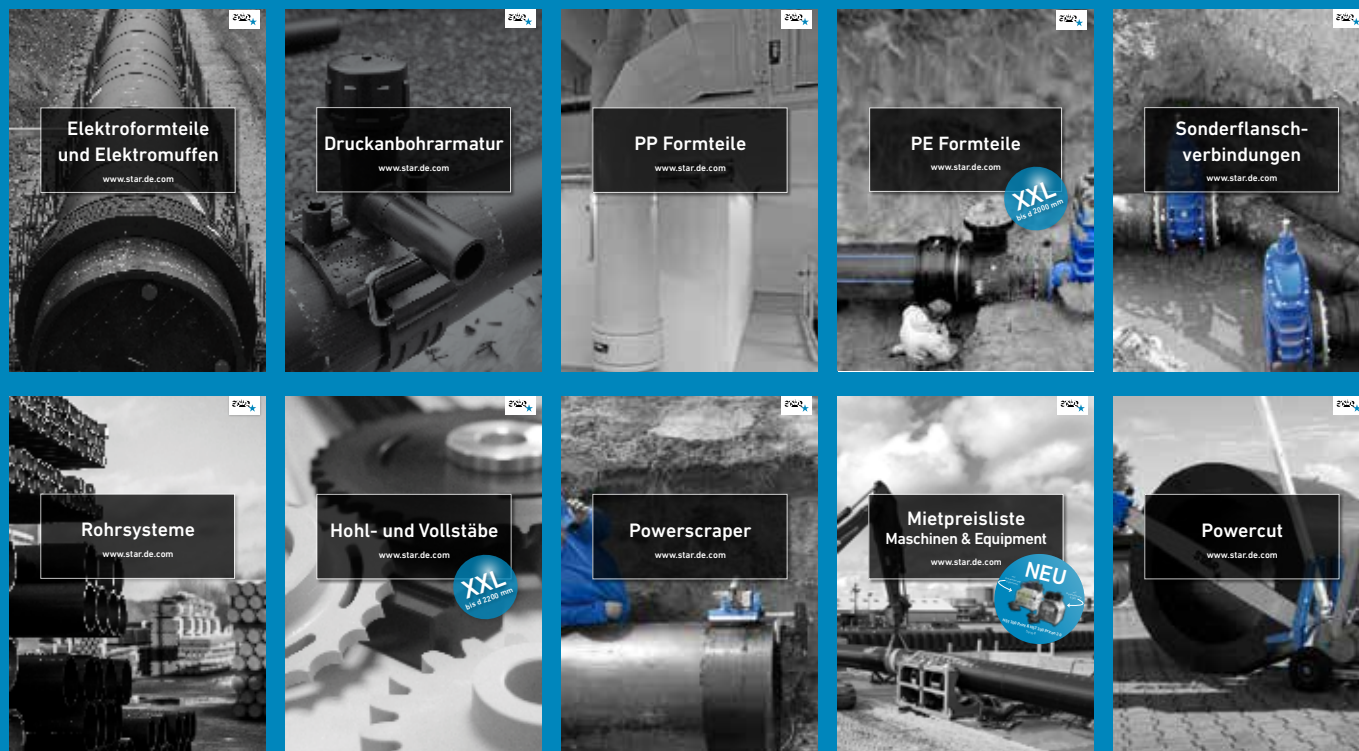 Elektroformteile
und Elektromuffen
www.star.de.com
Druckanbohrarmatur
www.star.de.com
PP Formteile
www.star.de.com
PE Formteile
www.star.de.com
XXL
bis d 2000 mm
Sonderflansch-
verbindungen
www.star.de.com
Rohrsysteme
www.star.de.com
Hohl- und Vollstäbe
www.star.de.com
XXL
bis d 2200 mm
Powerscraper
www.star.de.com
Mietpreisliste
Maschinen & Equipment
www.star.de.com
NEU
Powercut
www.star.de.com